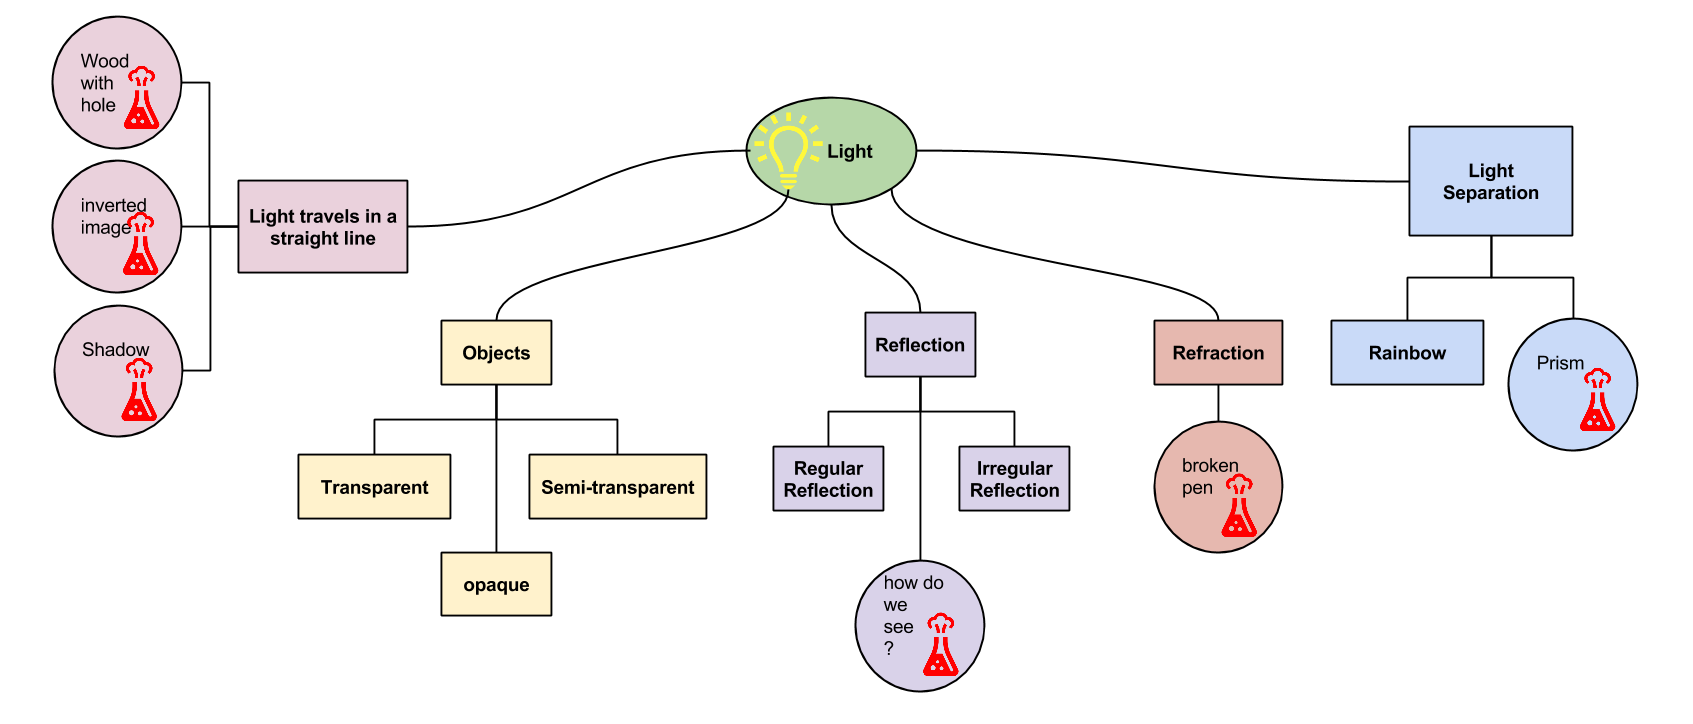 Wood
with
hole
inverted
image
Shadow
Light travels in a
straight line
Light
Objects
Transparent
Semi-transparent
opaque
Reflection
Regular
Reflection
Irregular
Reflection
how do
we
see
?
Refraction
broken
pen
Light
Separation
Rainbow
Prism